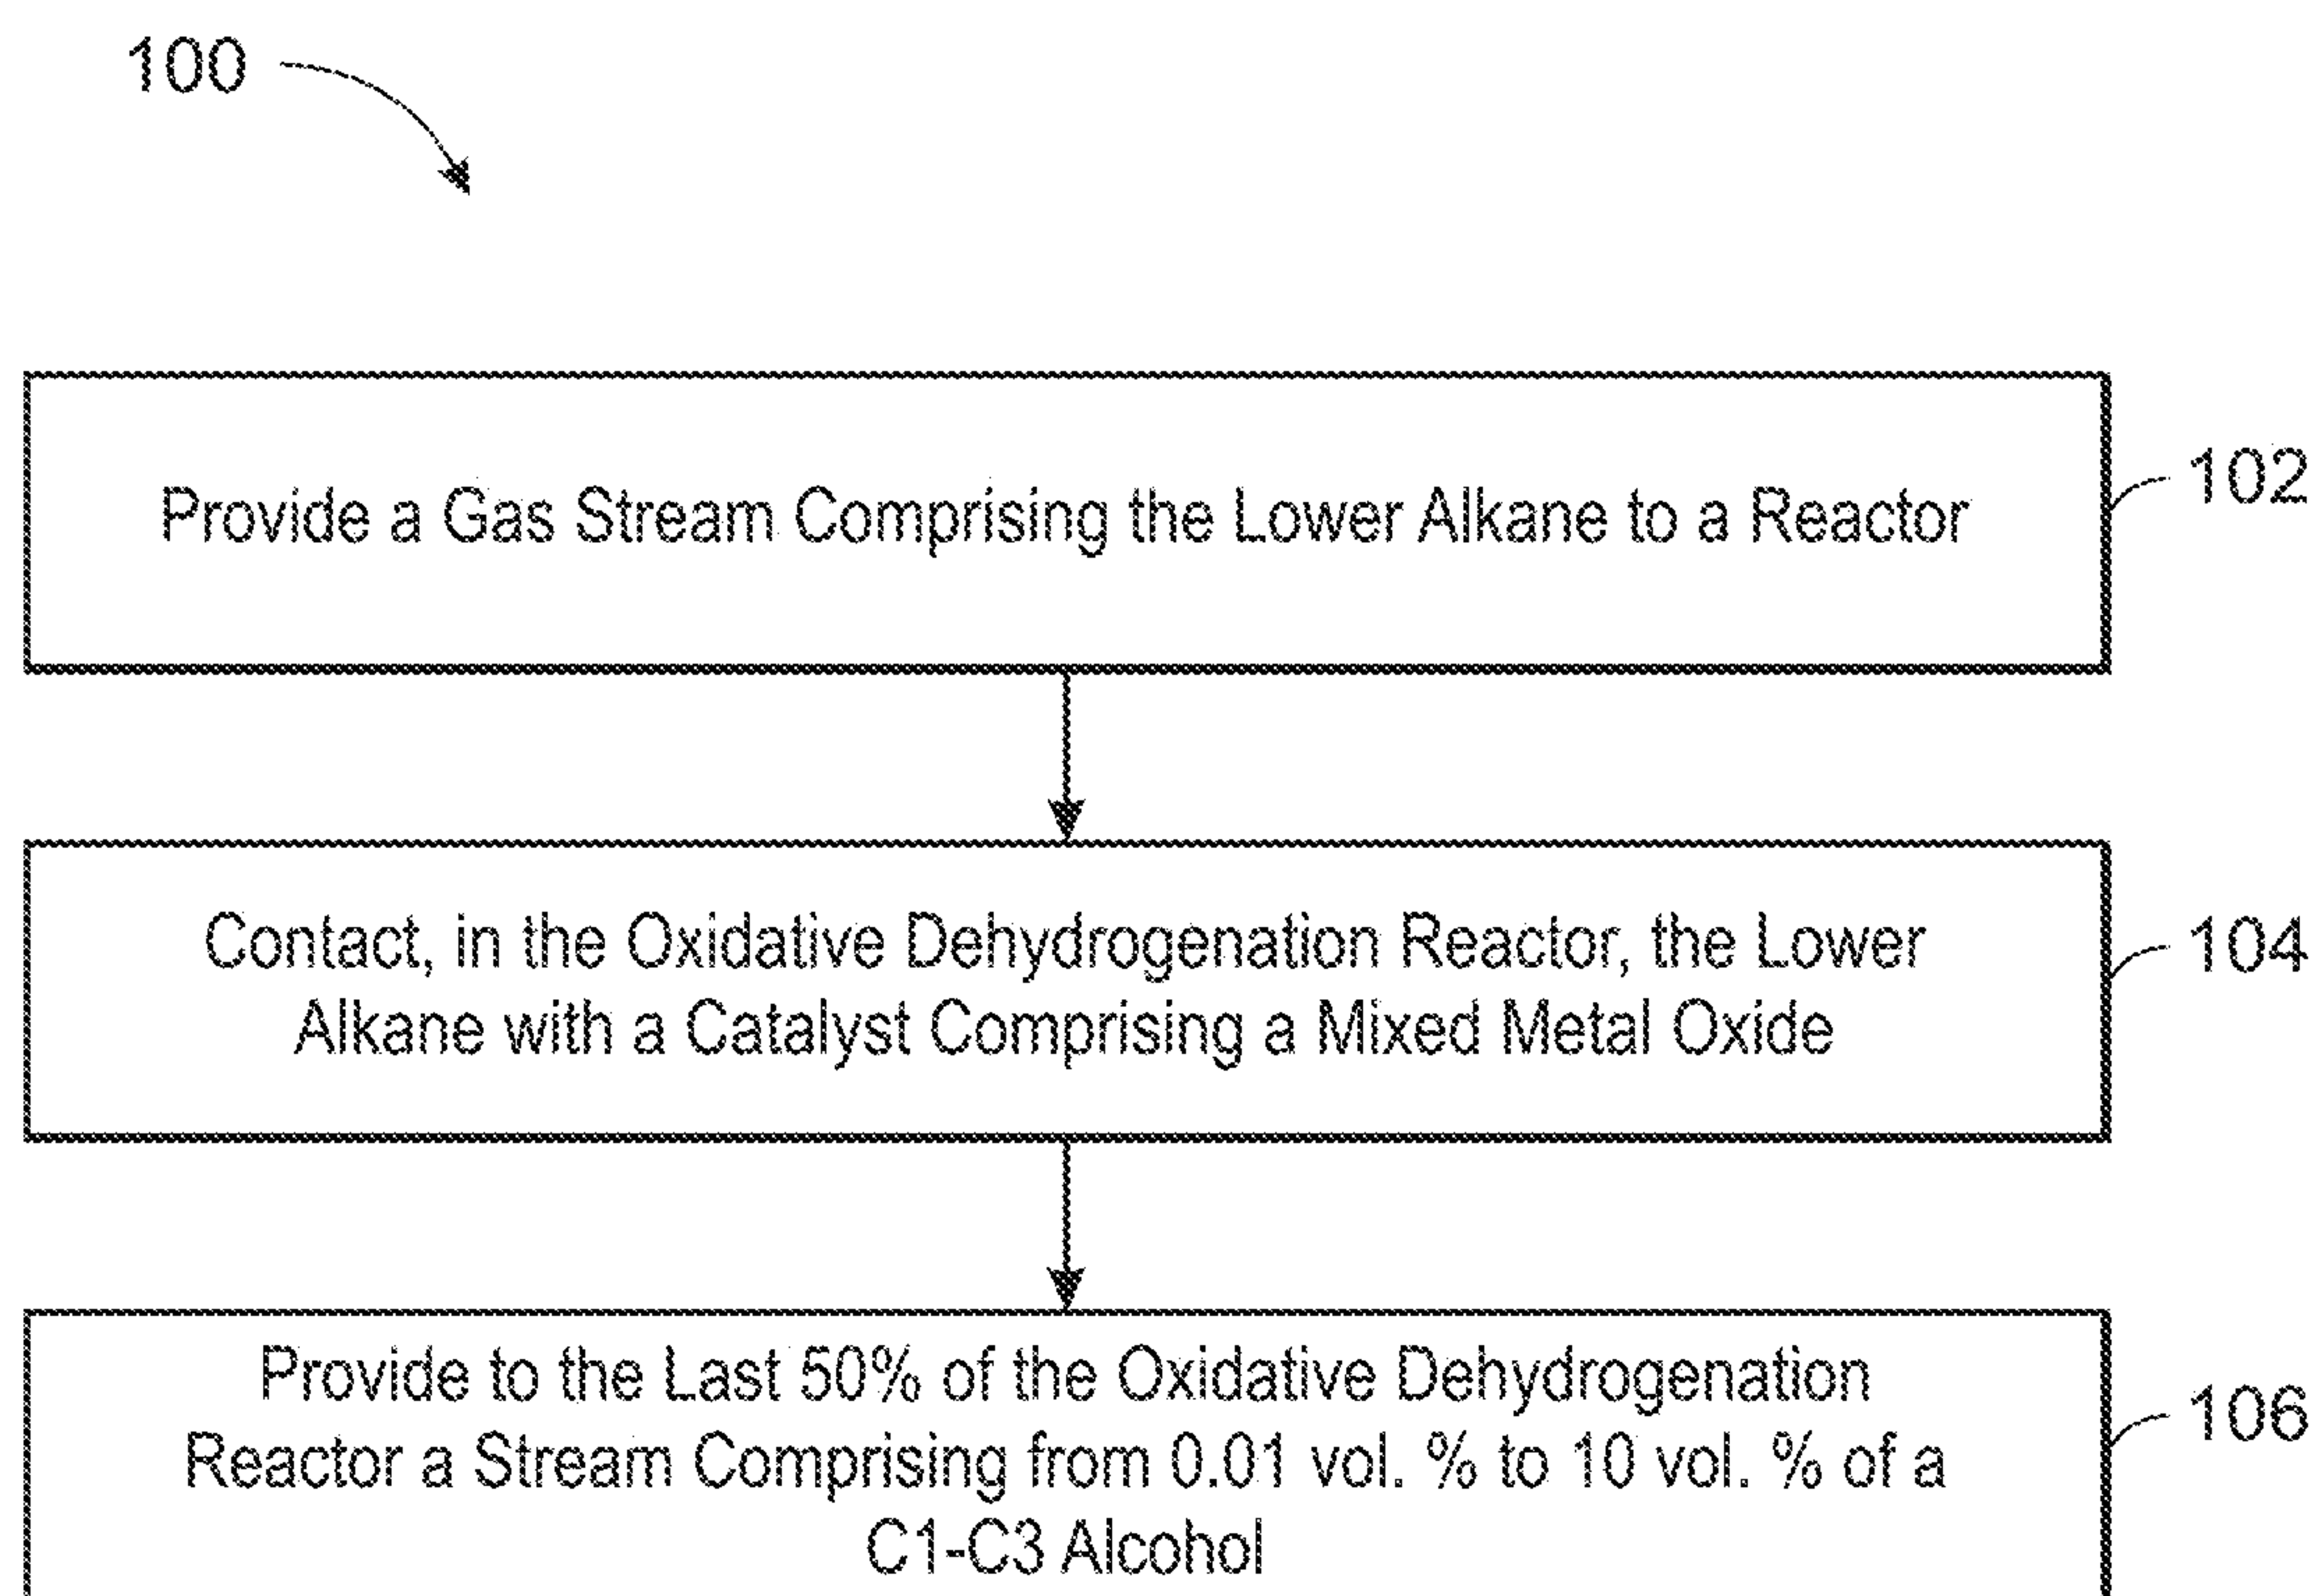 100
Provide a Gas Stream Comprising the Lower Alkane to a Reactor
102
Contact, in the Oxidative Dehydrogenation Reactor, the Lower
Alkane with a Catalyst Comprising a Mixed Metal Oxide
104
Provide to the Last 50% of the Oxidative Dehydrogenation
Reactor a Stream Comprising from 0.01 vol. % to 10 vol. % of a
C1-C3 Alcohol
106